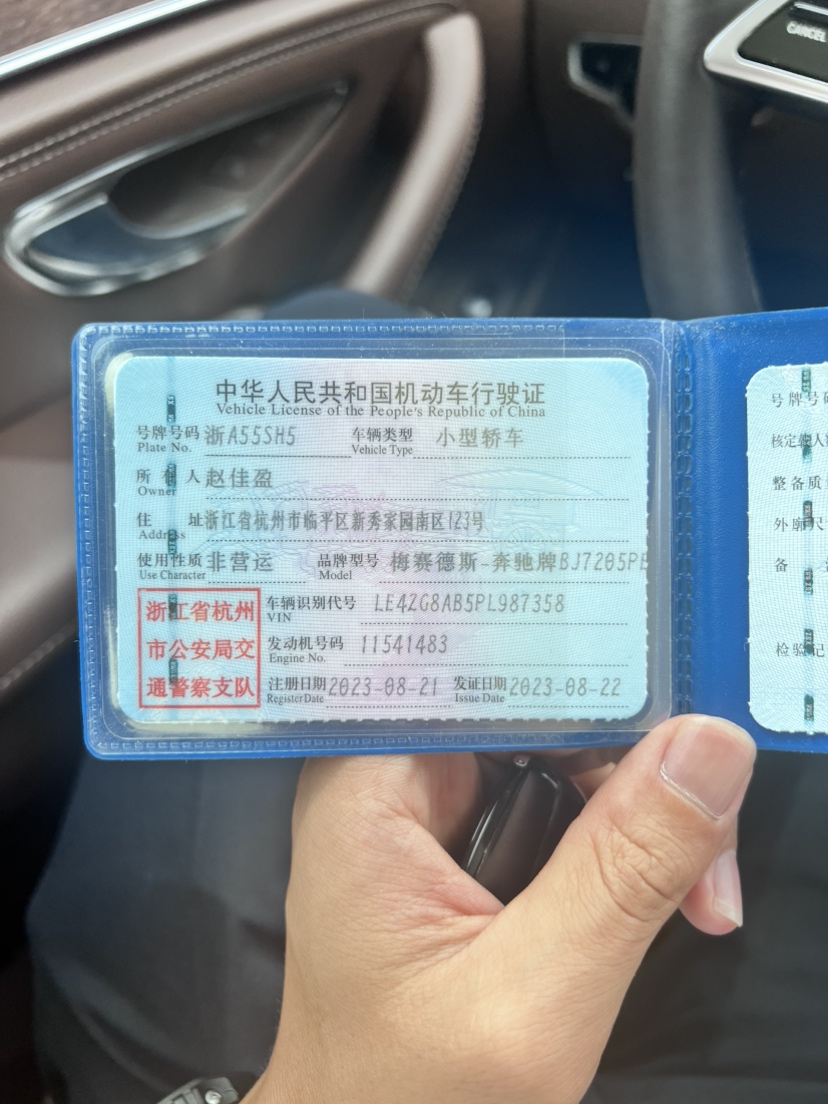 CANCEL
中华人民共和国机动车行驶证
Vehicle License of the People's Republic of China
号牌号码 浙A55SH5 车辆类型 小型轿车
Plate No. Vehicle Type
所有人 赵佳盈
Owner
住址 浙江省杭州市临平区新秀家园南区123号
Address
使用性质 非营运 品牌型号 梅赛德斯-奔驰牌BJ7205PE
Use Character Model
浙江省杭州
市公安局交
通警察支队
车辆识别代号 LE4ZG8AB5PL987358
VIN
发动机号码 11541483
Engine No.
注册日期 2023-08-21 发证日期 2023-08-22
Register Date Issue Date
号牌号码
核定载人数
整备质量
外廓尺
备
检验记